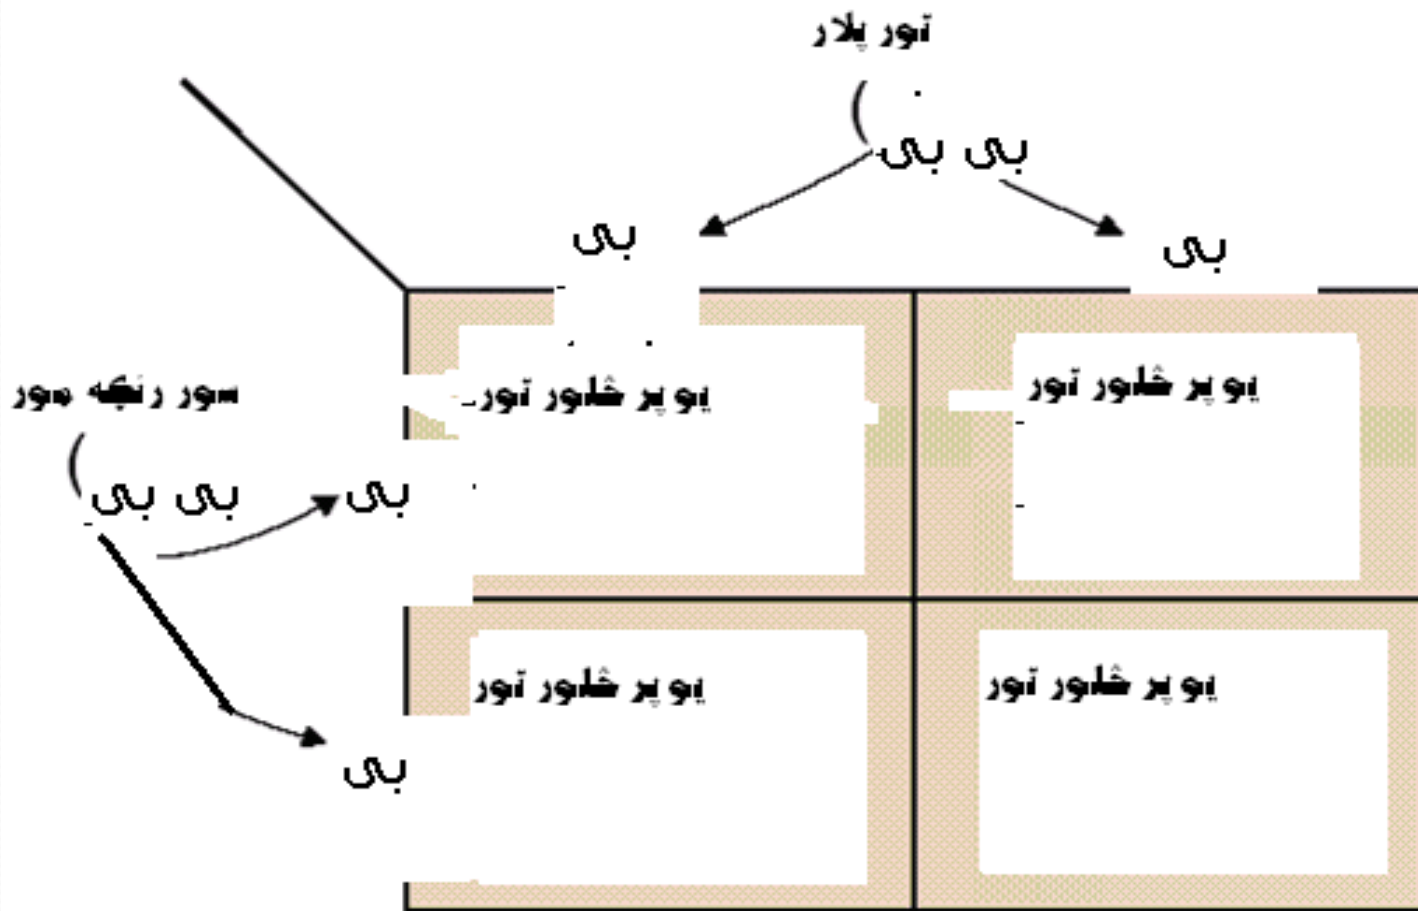 تور پلار
بی بی
بی
بی
سور رنگه مور
یو پر څلور تور
یو پر څلور تور
بی بی
بی
یو پر څلور تور
یو پر څلور تور
بی